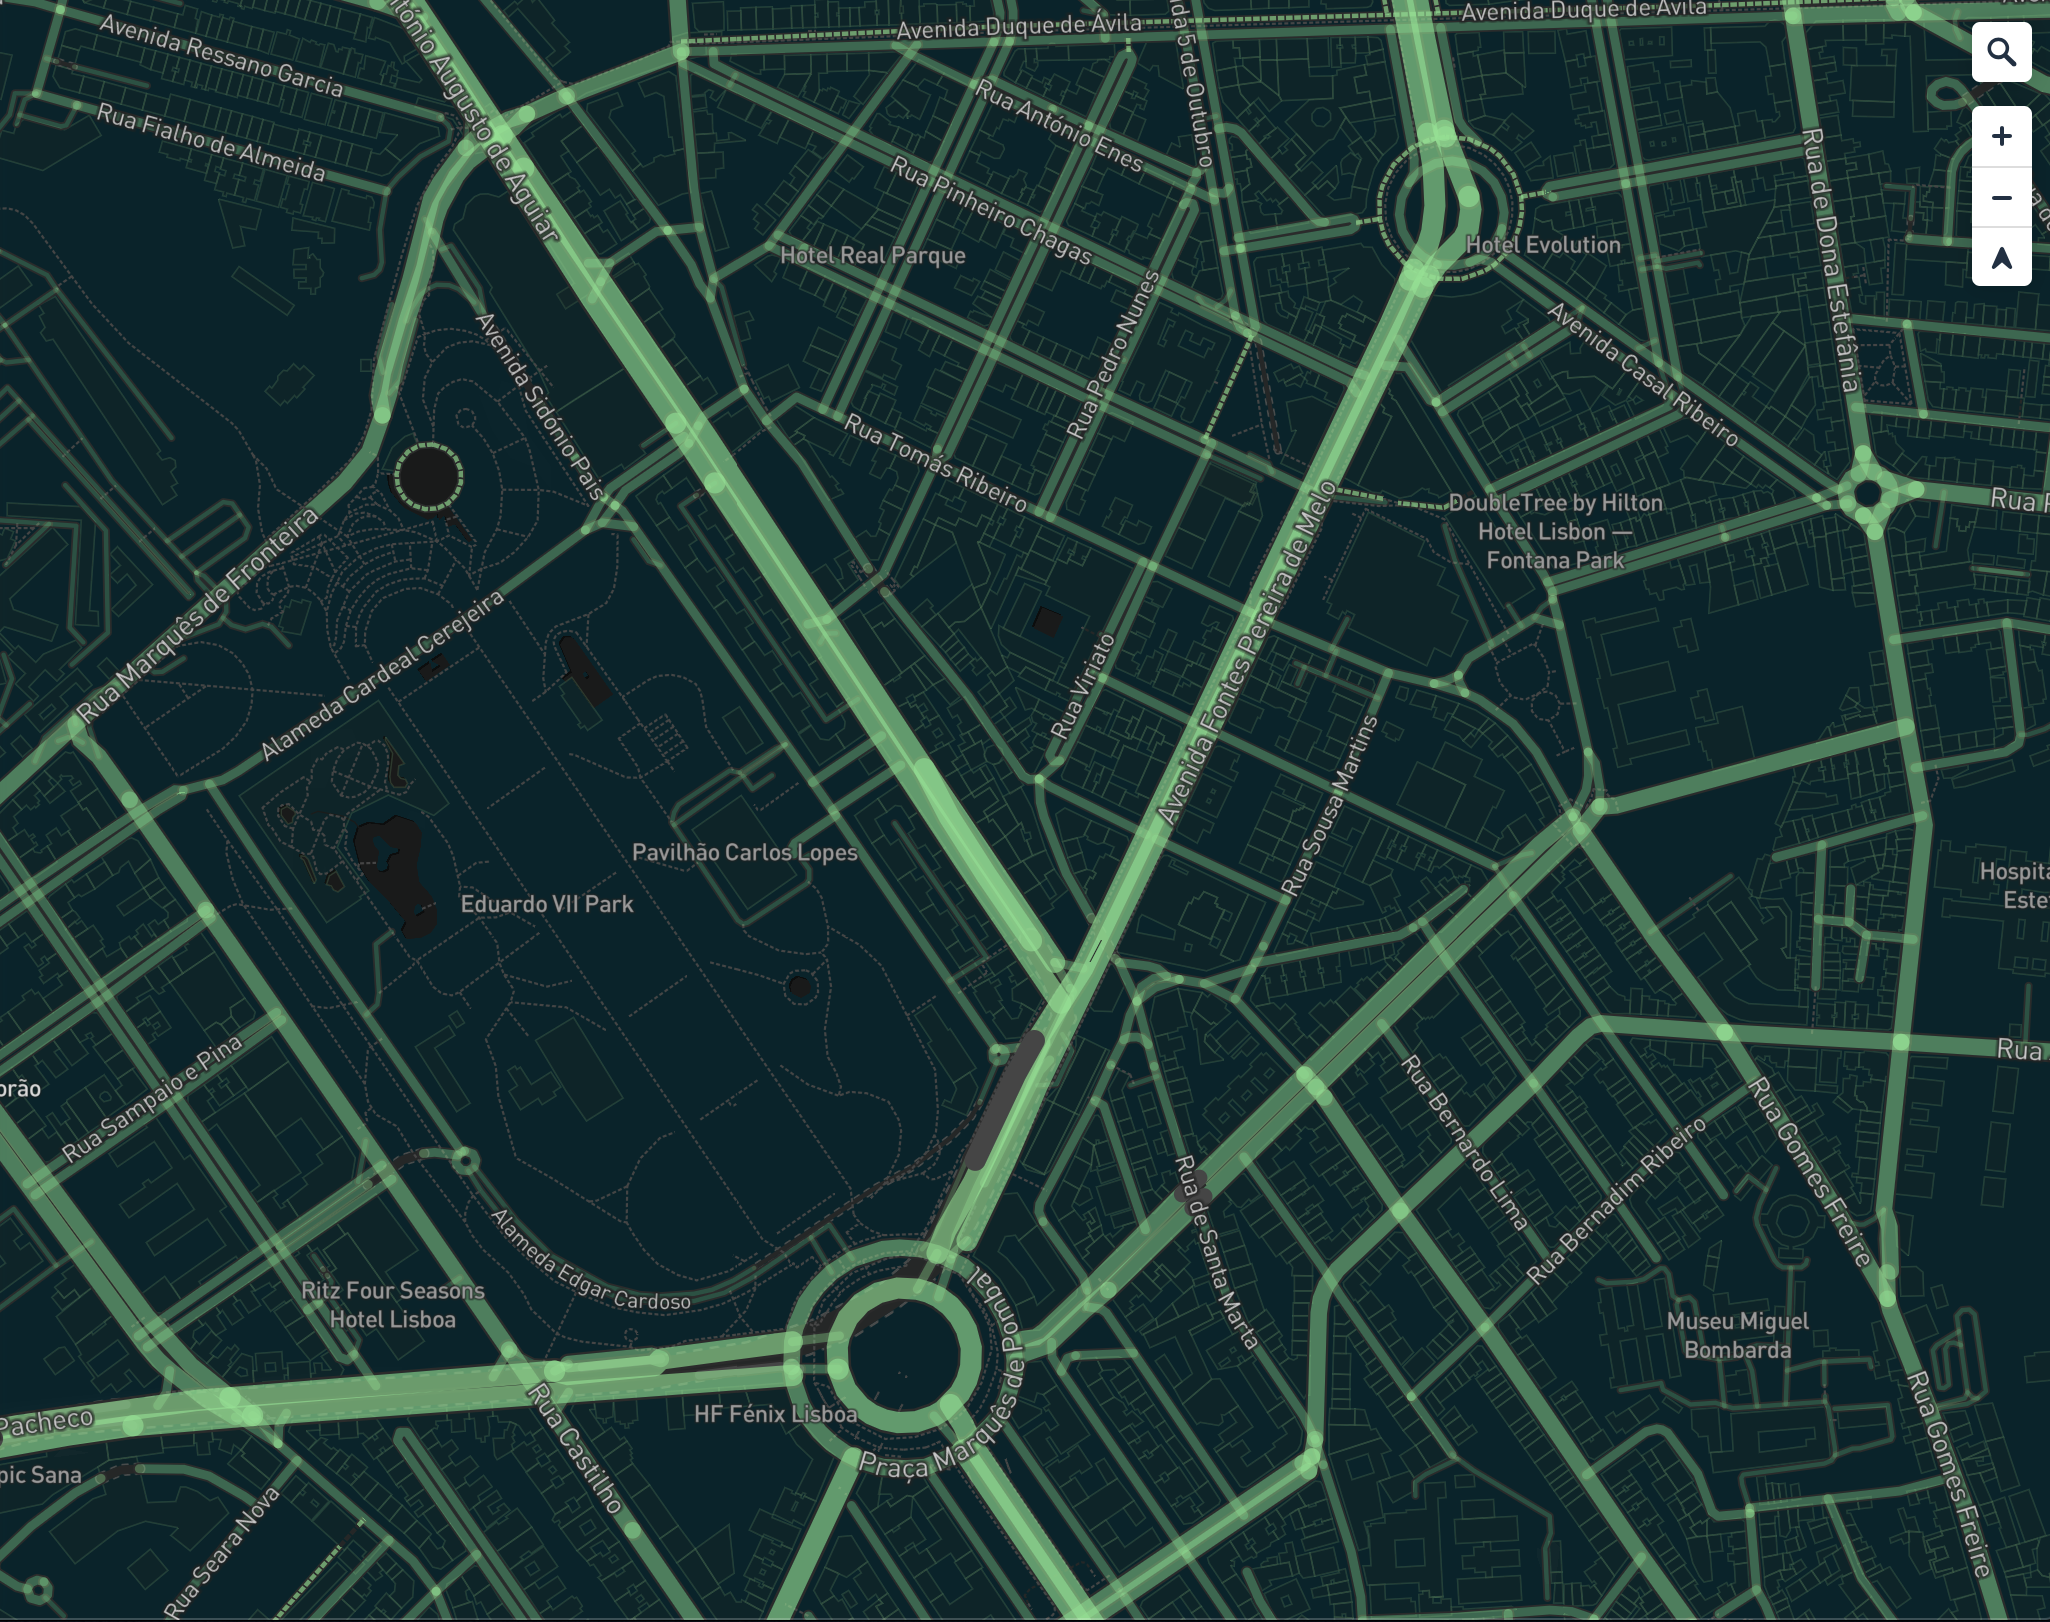 Avenida Duque de Ávila
Avenida Duque de Ávila
Avenida Ressano Garcia
António Augusto de Aguiar
Rua Fialho de Almeida
Rua António Enes
5 de Outubro
Rua Pinheiro Chagas
Rua de Dona Estefânia
Hotel Real Parque
Hotel Evolution
Rua Pedro Nunes
Avenida Sidónio Pais
Avenida Casal Ribeiro
Rua Tomás Ribeiro
DoubleTree by Hilton
Hotel Lisbon —
Fontana Park
Rua
Rua Marquês de Fronteira
Alameda Cardeal Cerejeira
Avenida Fontes Pereira de Melo
Rua Viriato
Rua Sousa Martins
Pavilhão Carlos Lopes
Eduardo VII Park
Hospita
Este
Rua Sampaio e Pina
orão
Rua
Rua Bernardo Lima
Rua Gomes Freire
Rua Bernadim Ribeiro
Rua de Santa Marta
Alameda Edgar Cardoso
Ritz Four Seasons
Hotel Lisboa
Museu Miguel
Bombarda
Praça Marquês de Pombal
HF Fénix Lisboa
Pacheco
Rua Castilho
pic Sana
Rua Seara Nova
Rua Gomes Freire